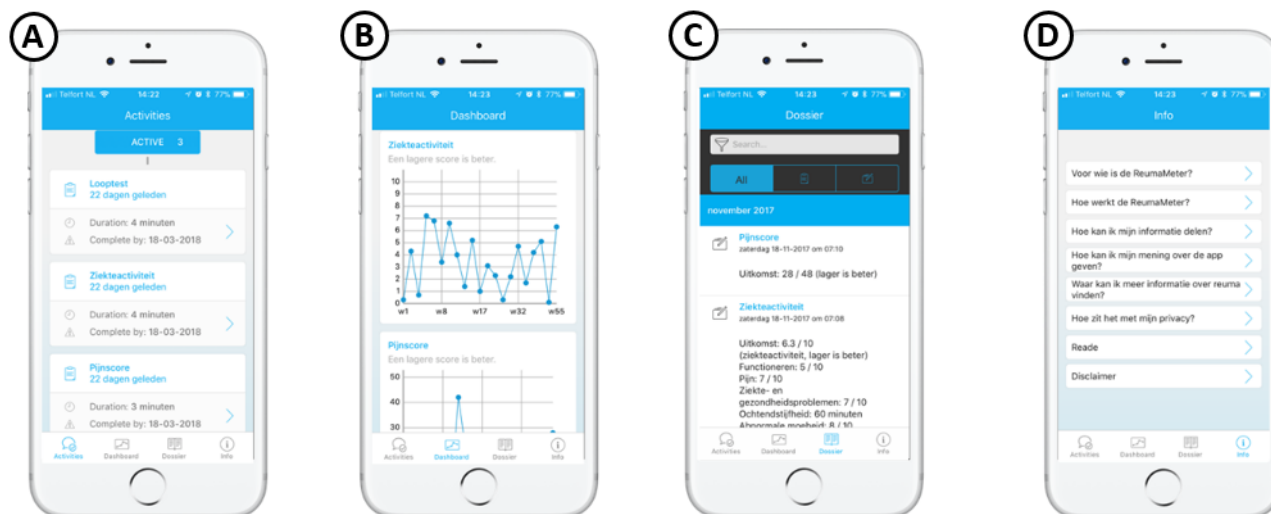 A
Telfort NL 14:22 77%
Activities
ACTIVE 3
Looptest
22 dagen geleden
Duration: 4 minuten
Complete by: 18-03-2018
Ziekteactiviteit
22 dagen geleden
Duration: 4 minuten
Complete by: 18-03-2018
Pijnscore
22 dagen geleden
Duration: 3 minuten
Complete by: 18-03-2018
Activities Dashboard Dossier Info
B
Telfort NL 14:23 77%
Dashboard
Ziekteactiviteit
Een lagere score is beter.
10
9
8
7
6
5
4
3
2
1
0
w1 w8 w17 w32 w55
Pijnscore
Een lagere score is beter.
50
40
30
Activities Dashboard Dossier Info
C
Telfort NL 14:23 77%
Dossier
Search...
All
november 2017
Pijnscore
zaterdag 18-11-2017 om 07:10
Uitkomst: 28 / 48 (lager is beter)
Ziekteactiviteit
zaterdag 18-11-2017 om 07:08
Uitkomst: 6.3 / 10
(ziekteactiviteit, lager is beter)
Functioneren: 5 / 10
Pijn: 7 / 10
Ziekte- en
gezondheidsproblemen: 7 / 10
Ochtendstijfheid: 60 minuten
Abnormale moeheid: 8 / 10
Activities Dashboard Dossier Info
D
Telfort NL 14:23 77%
Info
Voor wie is de ReumaMeter?
Hoe werkt de ReumaMeter?
Hoe kan ik mijn informatie delen?
Hoe kan ik mijn mening over de app
geven?
Waar kan ik meer informatie over reuma
vinden?
Hoe zit het met mijn privacy?
Reade
Disclaimer
Activities Dashboard Dossier Info